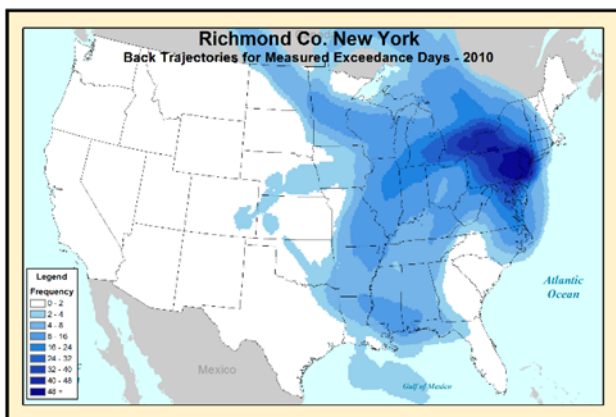 Richmond Co. New York
Back Trajectories for Measured Exceedance Days - 2010
Legend
Frequency
0 - 2
2 - 4
4 - 8
8 - 16
16 - 24
24 - 32
32 - 40
40 - 48
48 +
Atlantic
Ocean
Mexico
Gulf of Mexico